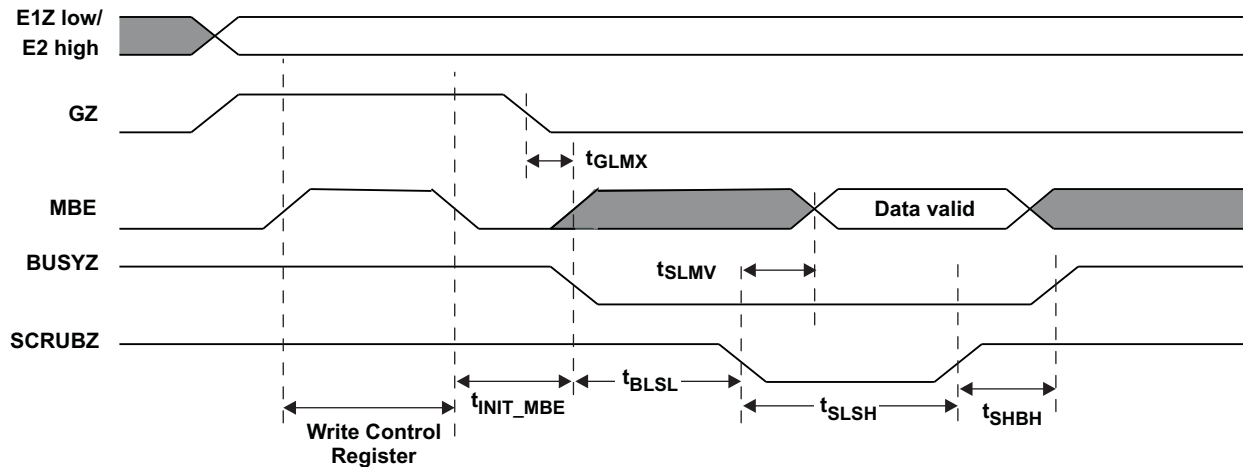 E1Z low/
E2 high
GZ
tGLMX
MBE
Data valid
BUSYZ
tSLMV
SCRUBZ
tINIT_MBE
tBLSL
tSLSH
tSHBH
Write Control
Register